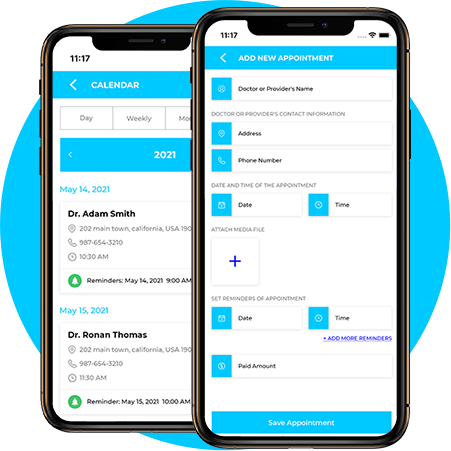 11:17
CALENDAR
Day
Weekly
2021
May 14, 2021
Dr. Adam Smith
202 main town, california, USA 190
987-654-3210
10:30 AM
Reminders: May 14, 2021 9:00 AM
May 15, 2021
Dr. Ronan Thomas
202 main town, california, USA 190
987-654-3210
11:30 AM
Reminder: May 15, 2021 10:00 AM
11:17
ADD NEW APPOINTMENT
Doctor or Provider's Name
DOCTOR OR PROVIDER'S CONTACT INFORMATION
Address
Phone Number
DATE AND TIME OF THE APPOINTMENT
Date Time
ATTACH MEDIA FILE
+
SET REMINDERS OF APPOINTMENT
Date Time
+ ADD MORE REMINDERS
Paid Amount
Save Appointment